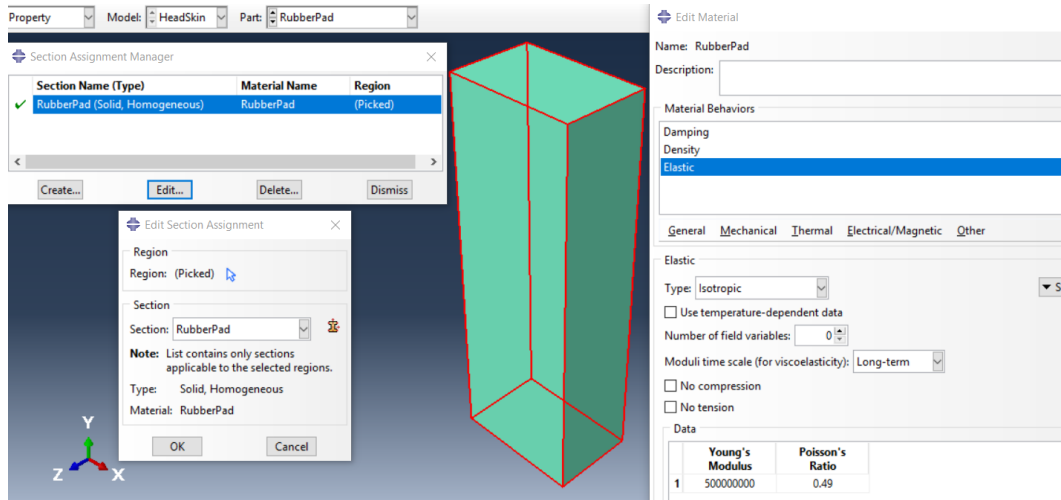 Property Model: HeadSkin Part: RubberPad
Section Assignment Manager
Section Name (Type) Material Name Region
RubberPad (Solid, Homogeneous) RubberPad (Picked)
Create... Edit... Delete... Dismiss
Edit Section Assignment
Region
Region: (Picked)
Section
Section: RubberPad
Note: List contains only sections
applicable to the selected regions.
Type: Solid, Homogeneous
Material: RubberPad
OK Cancel
Y
Z X
Edit Material
Name: RubberPad
Description:
Material Behaviors
Damping
Density
Elastic
General Mechanical Thermal Electrical/Magnetic Other
Elastic
Type: Isotropic S
Use temperature-dependent data
Number of field variables: 0
Moduli time scale (for viscoelasticity): Long-term
No compression
No tension
Data
Young's Poisson's
Modulus Ratio
1 500000000 0.49